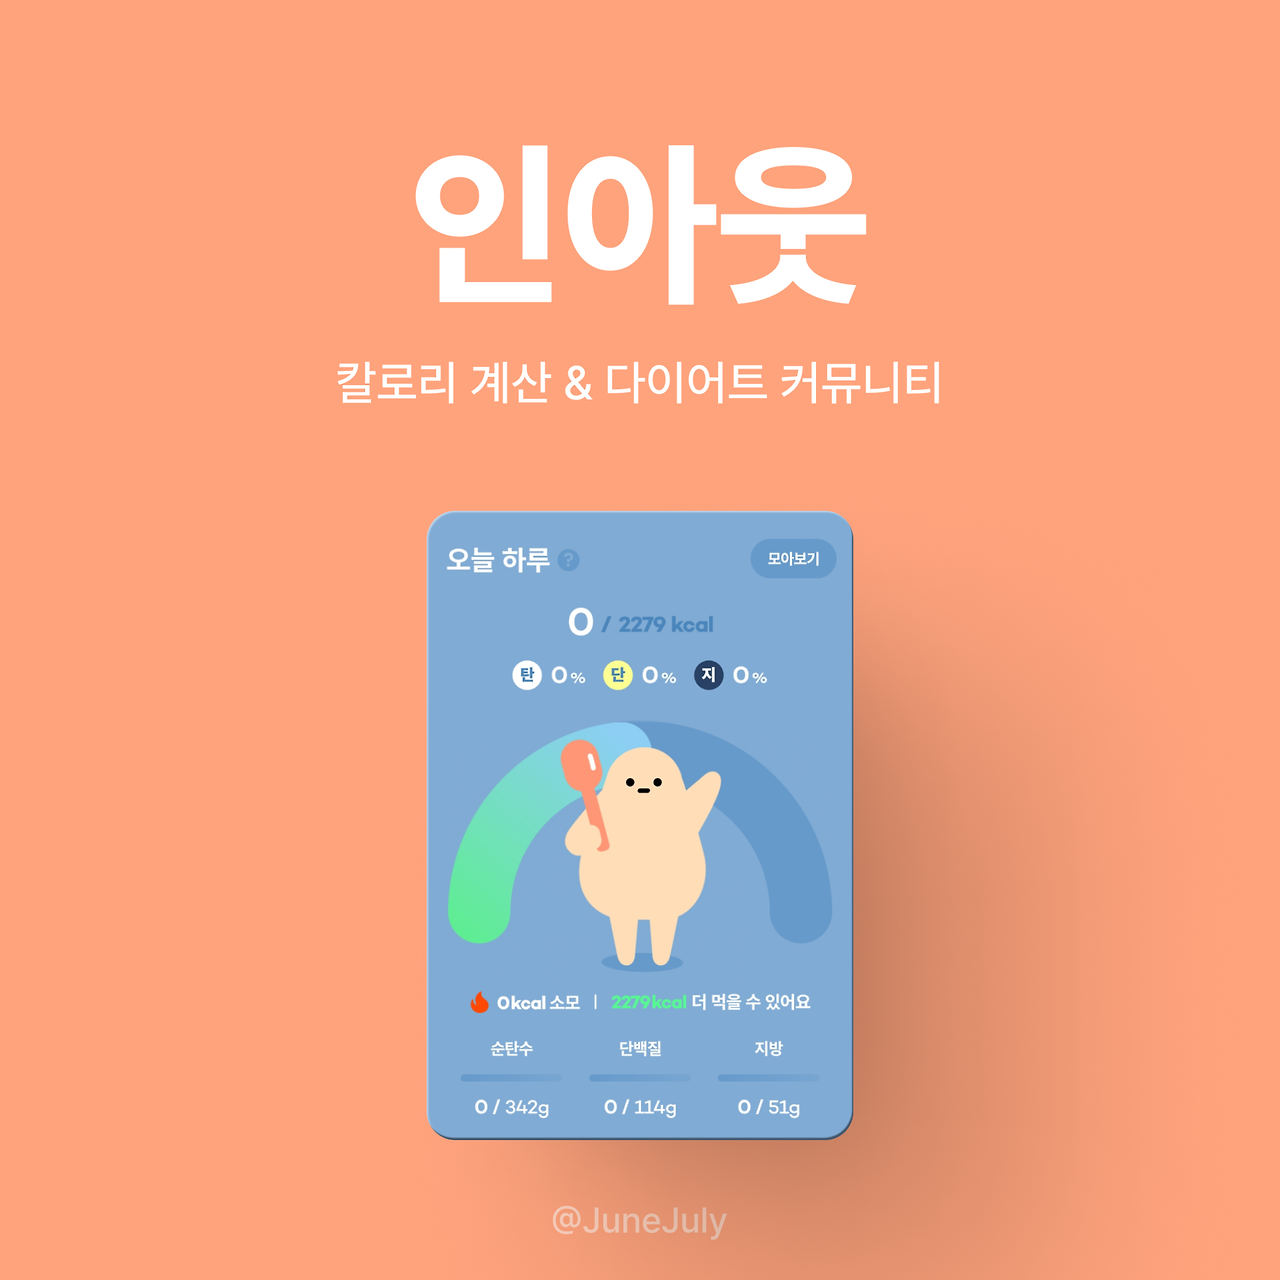 인아웃
칼로리 계산 & 다이어트 커뮤니티
오늘 하루 ? 모아보기
0 / 2279 kcal
탄 0% 단 0% 지 0%
0kcal 소모 | 2279kcal 더 먹을 수 있어요
순탄수 단백질 지방
0 / 342g 0 / 114g 0 / 51g
@JuneJuly